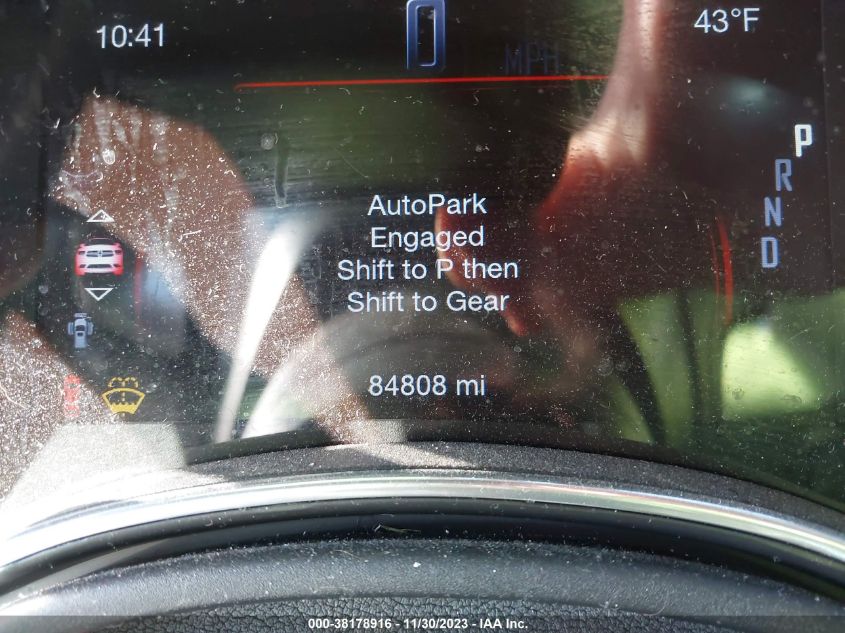 10:41
0
MPH
43°F
P
R
N
D
AutoPark
Engaged
Shift to P then
Shift to Gear
84808 mi
000-38178916 - 11/30/2023 - IAA Inc.